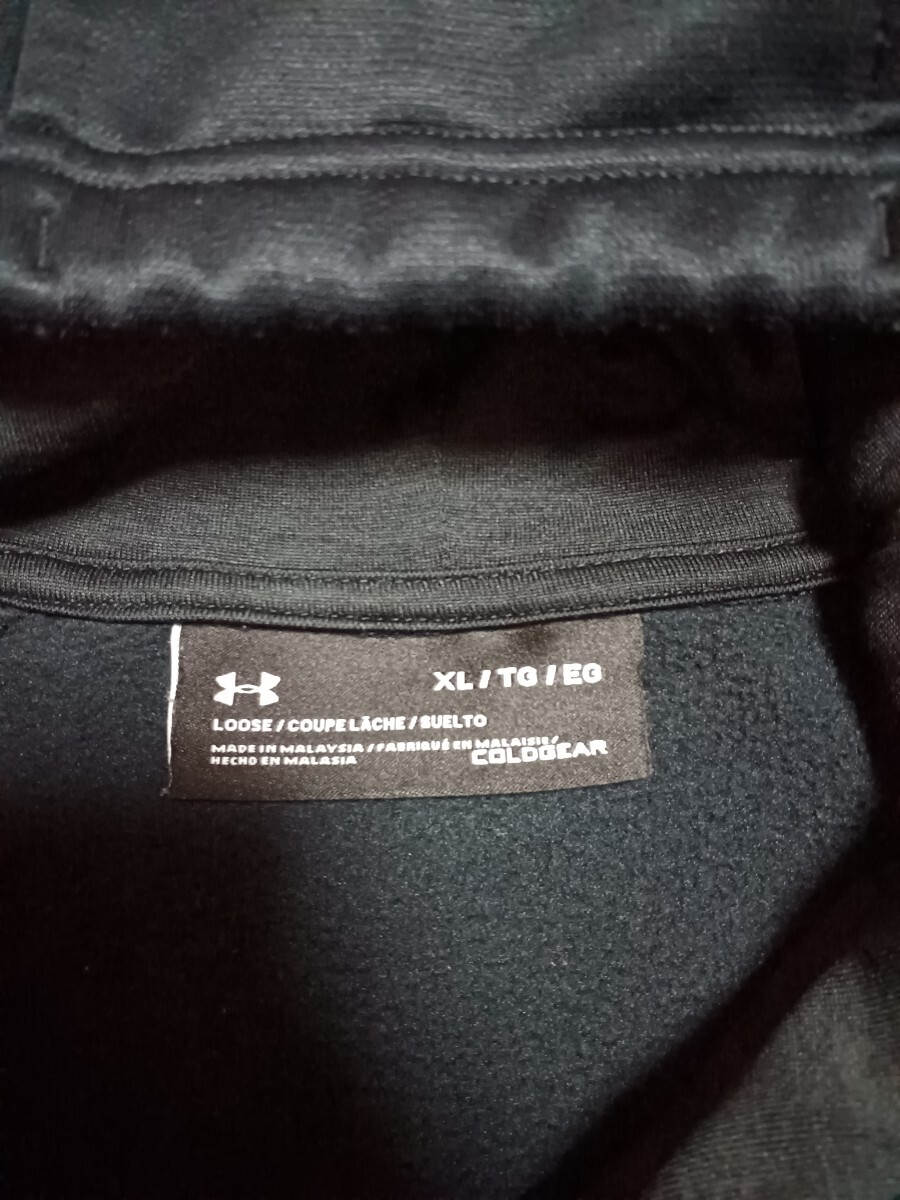 XL / TG / EG
LOOSE / COUPE LÂCHE / SUELTO
MADE IN MALAYSIA / FABRIQUÉ EN MALAISIE /
HECHO EN MALASIA
COLDGEAR